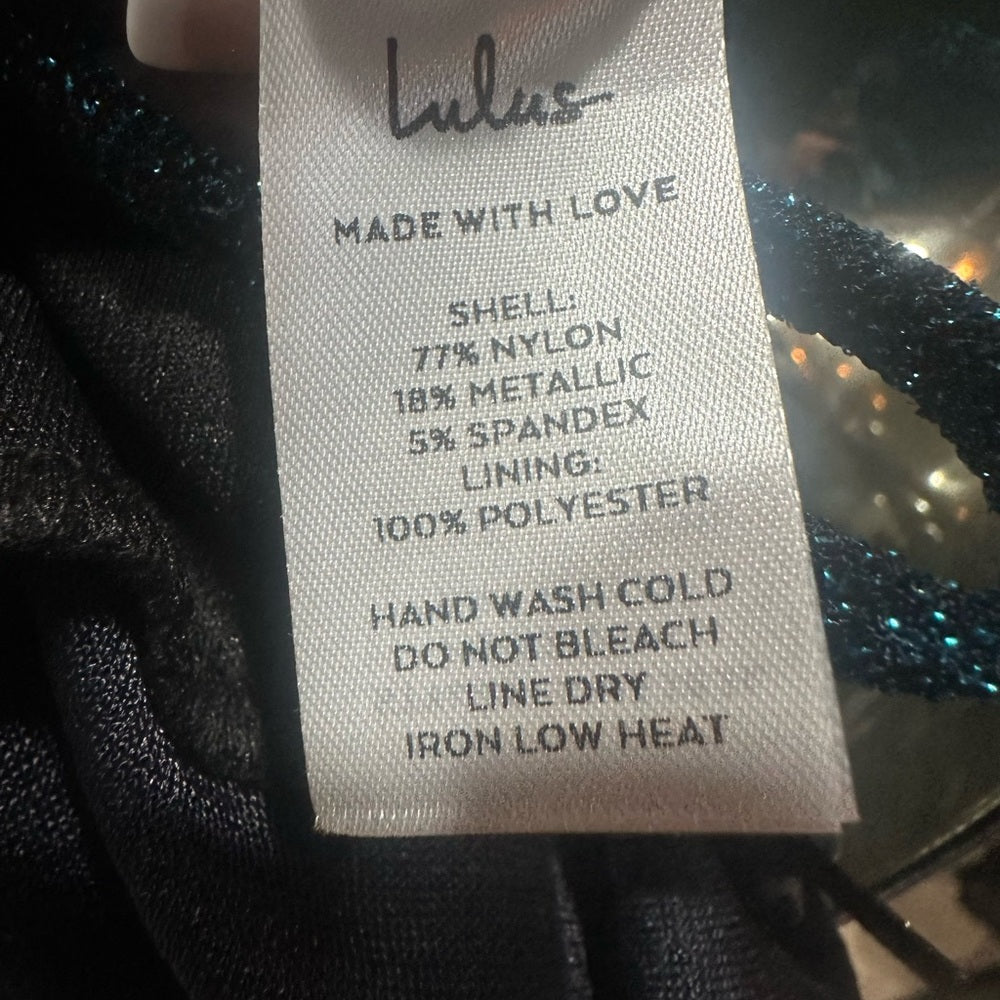 Lulus
MADE WITH LOVE
SHELL:
77% NYLON
18% METALLIC
5% SPANDEX
LINING:
100% POLYESTER
HAND WASH COLD
DO NOT BLEACH
LINE DRY
IRON LOW HEAT